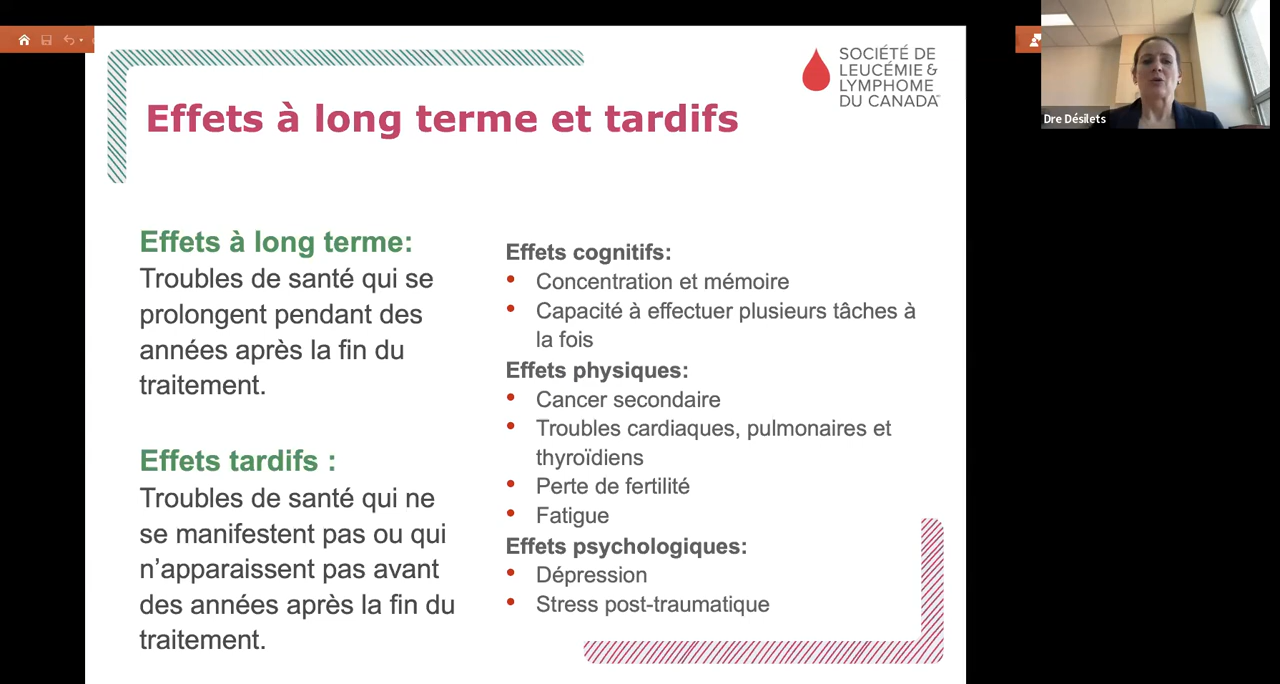 SOCIÉTÉ DE
LEUCÉMIE &
LYMPHOME
DU CANADA™
Effets à long terme et tardifs
Effets à long terme:
Troubles de santé qui se
prolongent pendant des
années après la fin du
traitement.
Effets tardifs :
Troubles de santé qui ne
se manifestent pas ou qui
n’apparaissent pas avant
des années après la fin du
traitement.
Effets cognitifs:
• Concentration et mémoire
• Capacité à effectuer plusieurs tâches à
la fois
Effets physiques:
• Cancer secondaire
• Troubles cardiaques, pulmonaires et
thyroïdiens
• Perte de fertilité
• Fatigue
Effets psychologiques:
• Dépression
• Stress post-traumatique
Dre Désilets